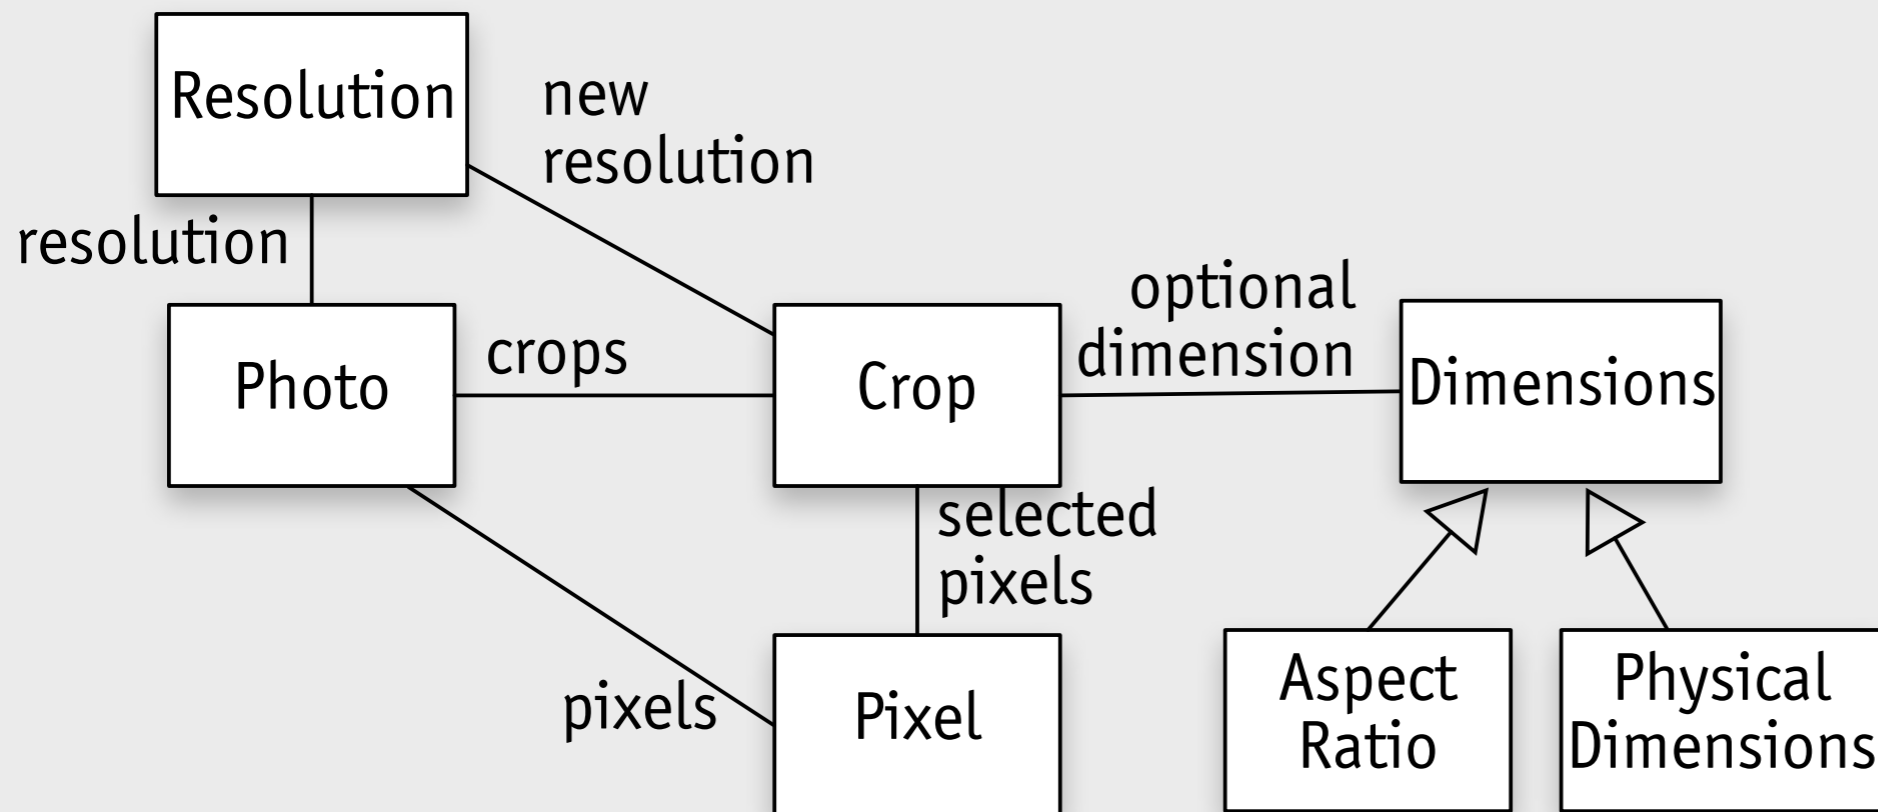 Resolution
new
resolution
resolution
optional
dimension
crops
Photo
Crop
Dimensions
selected
pixels
pixels
Pixel
Aspect
Ratio
Physical
Dimensions